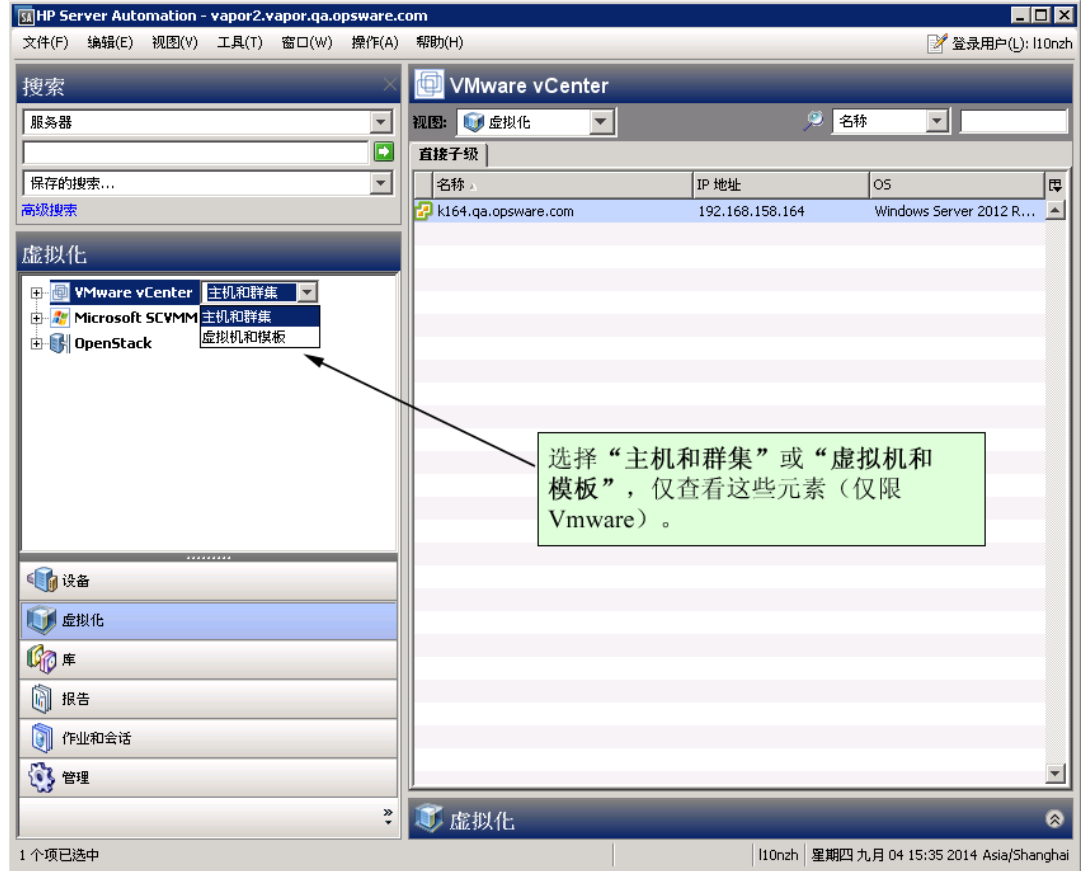 HP Server Automation - vapor2.vapor.qa.opsware.com
文件(F) 编辑(E) 视图(V) 工具(T) 窗口(W) 操作(A) 帮助(H)
登录用户(L): l10nzh
搜索
服务器
保存的搜索...
高级搜索
虚拟化
VMware vCenter 主机和群集
主机和群集
Microsoft SCVMM
虚拟机和模板
OpenStack
设备
虚拟化
库
报告
作业和会话
管理
VMware vCenter
视图: 虚拟化 名称
直接子级
名称 IP 地址 OS
k164.qa.opsware.com 192.168.158.164 Windows Server 2012 R...
选择“主机和群集”或“虚拟机和
模板”，仅查看这些元素（仅限
Vmware）。
虚拟化
1 个项已选中
l10nzh 星期四 九月 04 15:35 2014 Asia/Shanghai